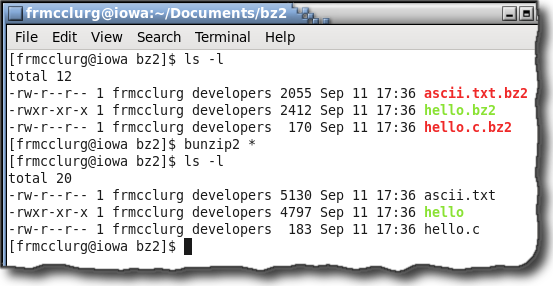 frmcclurg@iowa:~/Documents/bz2
File Edit View Search Terminal Help
[frmcclurg@iowa bz2]$ ls -l
total 12
-rw-r--r-- 1 frmcclurg developers 2055 Sep 11 17:36 ascii.txt.bz2
-rwxr-xr-x 1 frmcclurg developers 2412 Sep 11 17:36 hello.bz2
-rw-r--r-- 1 frmcclurg developers  170 Sep 11 17:36 hello.c.bz2
[frmcclurg@iowa bz2]$ bunzip2 *
[frmcclurg@iowa bz2]$ ls -l
total 20
-rw-r--r-- 1 frmcclurg developers 5130 Sep 11 17:36 ascii.txt
-rwxr-xr-x 1 frmcclurg developers 4797 Sep 11 17:36 hello
-rw-r--r-- 1 frmcclurg developers  183 Sep 11 17:36 hello.c
[frmcclurg@iowa bz2]$